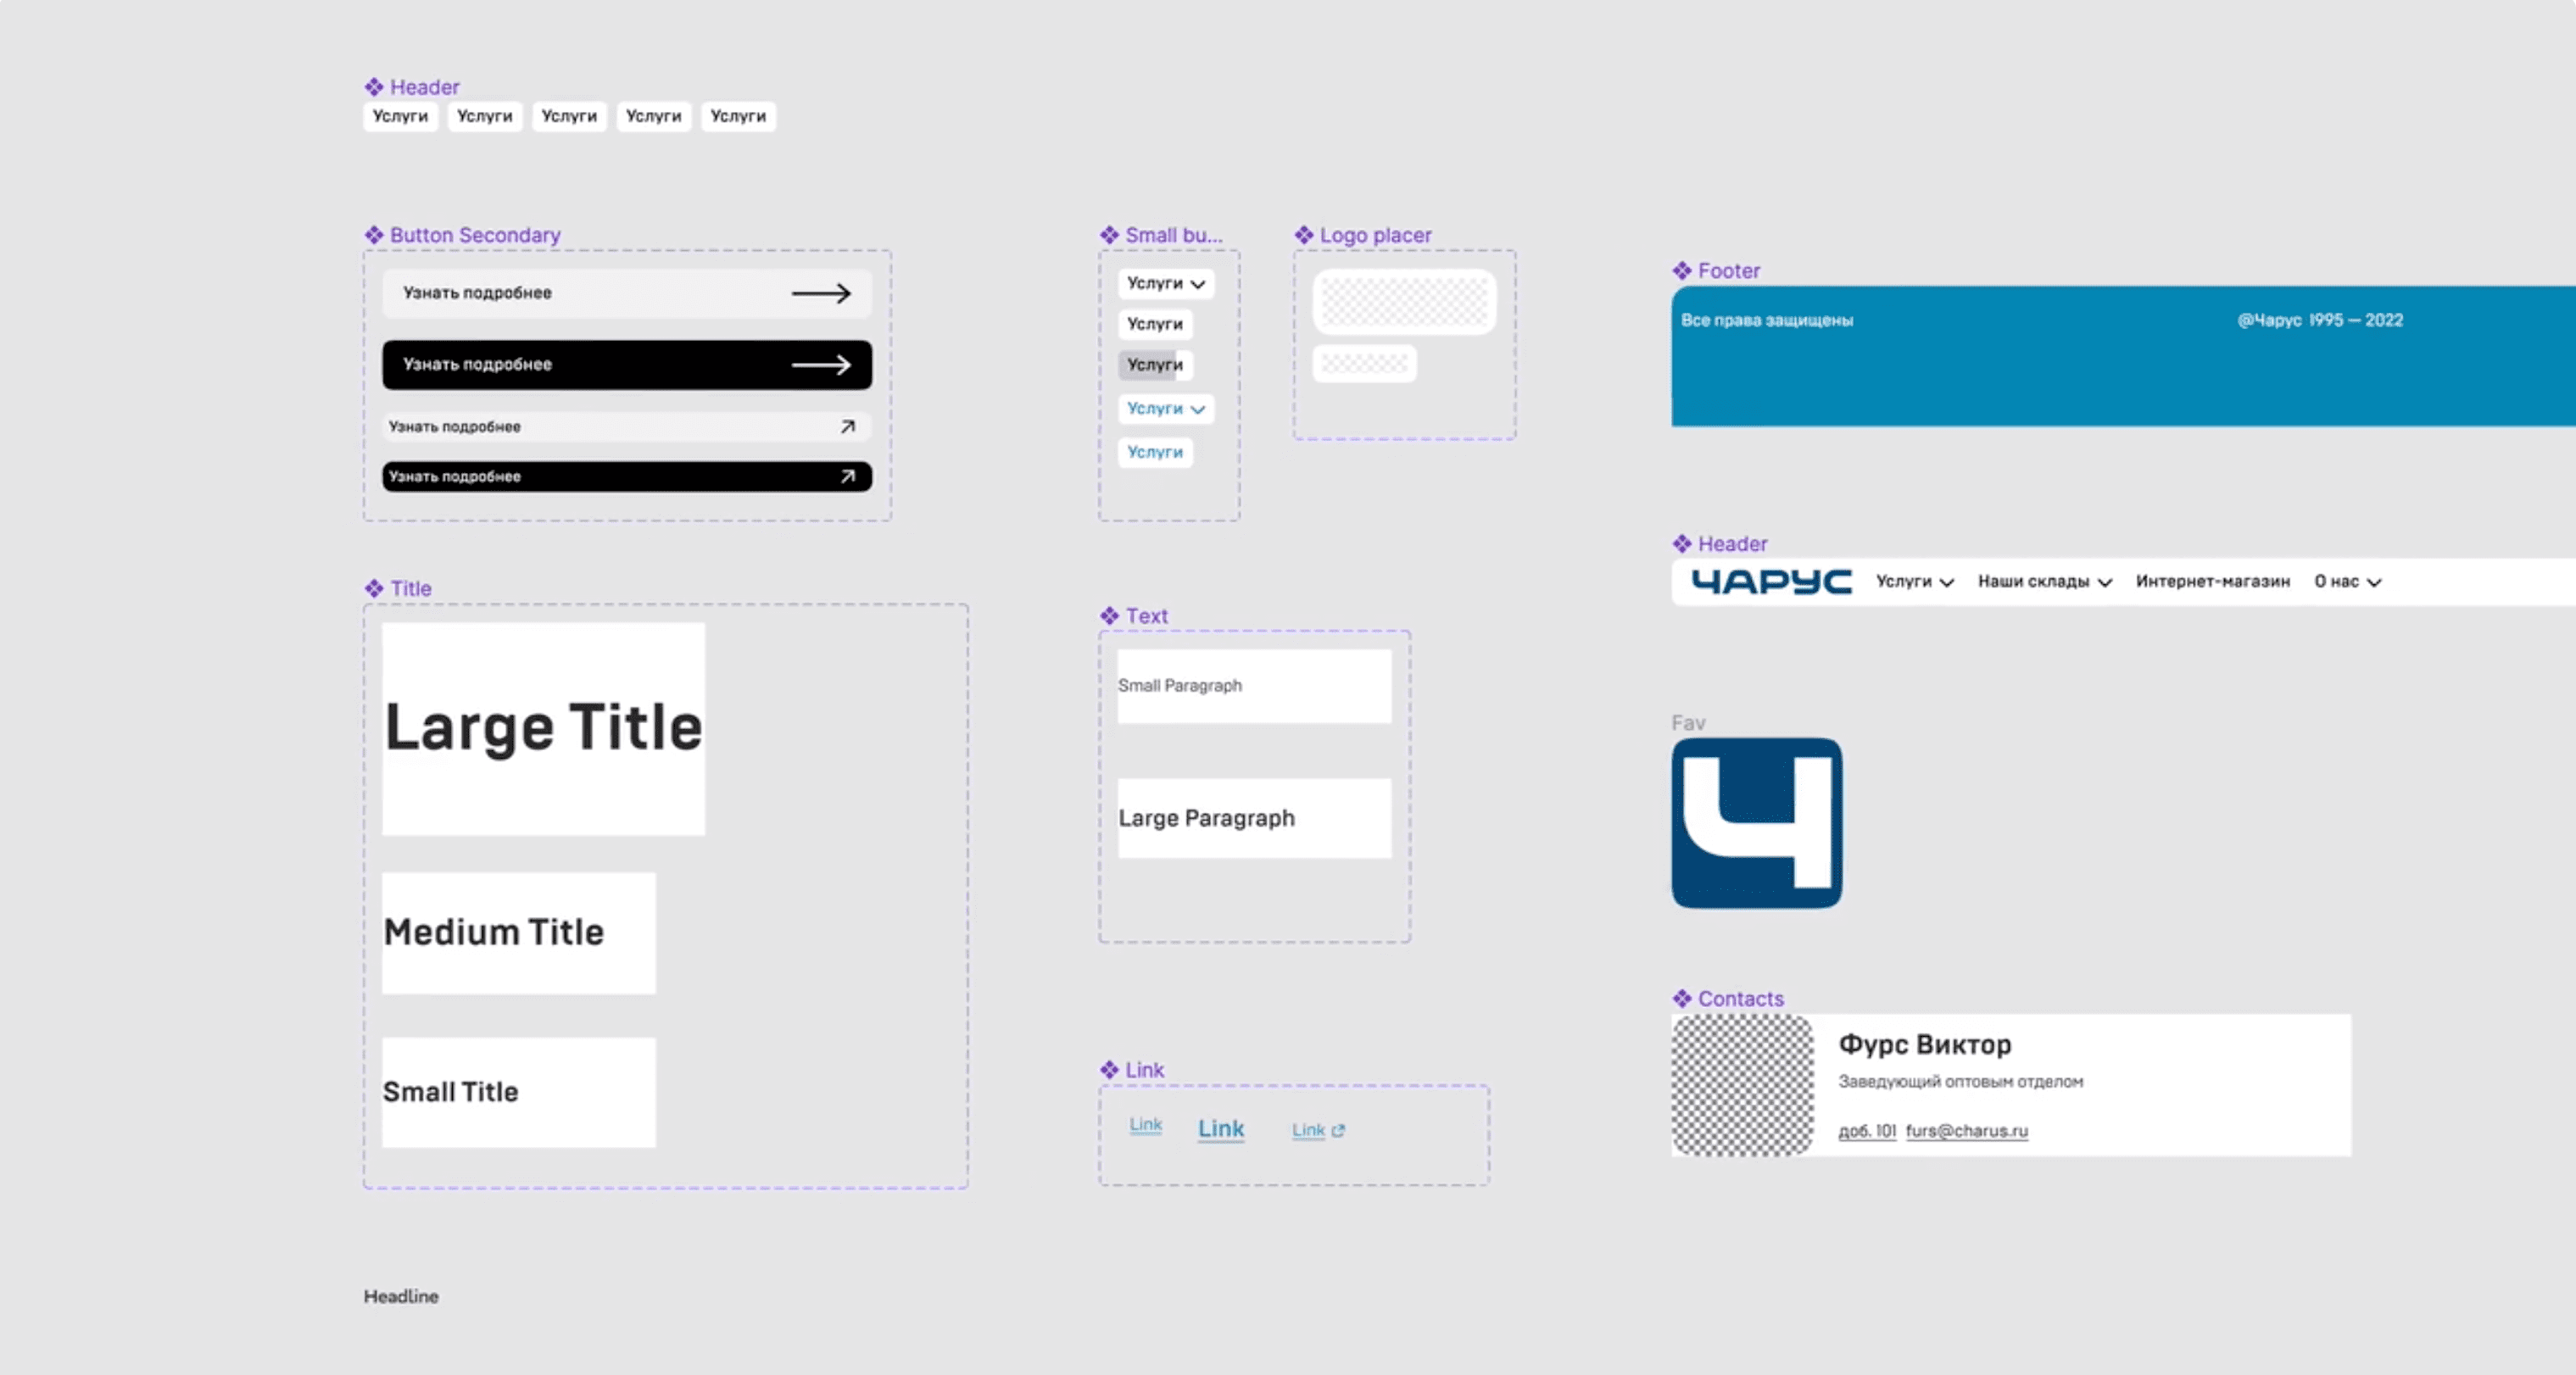 Header
Услуги Услуги Услуги Услуги Услуги
Button Secondary
Узнать подробнее
Узнать подробнее
Узнать подробнее
Узнать подробнее
Small bu...
Услуги
Услуги
Услуги
Услуги
Услуги
Logo placer
Footer
Все права защищены
@Чарус 1995 — 2022
Header
ЧАРУС Услуги Наши склады Интернет-магазин О нас
Title
Large Title
Medium Title
Small Title
Text
Small Paragraph
Large Paragraph
Fav
Ч
Link
Link Link Link
Contacts
Фурс Виктор
Заведующий оптовым отделом
доб. 101 furs@charus.ru
Headline